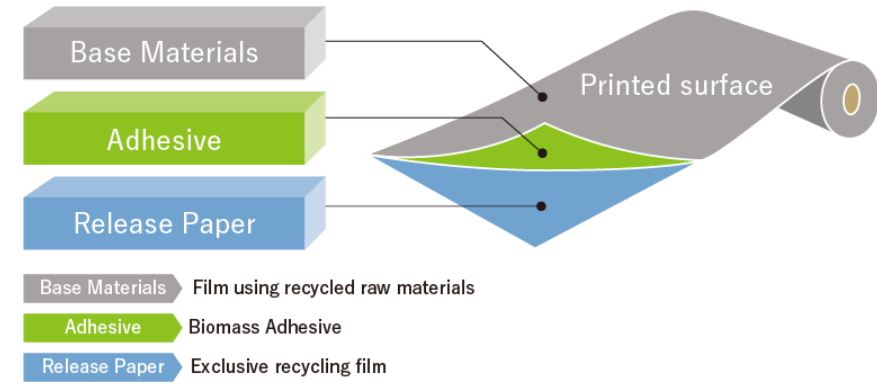 Base Materials
Printed surface
Adhesive
Release Paper
Base Materials Film using recycled raw materials
Adhesive Biomass Adhesive
Release Paper Exclusive recycling film